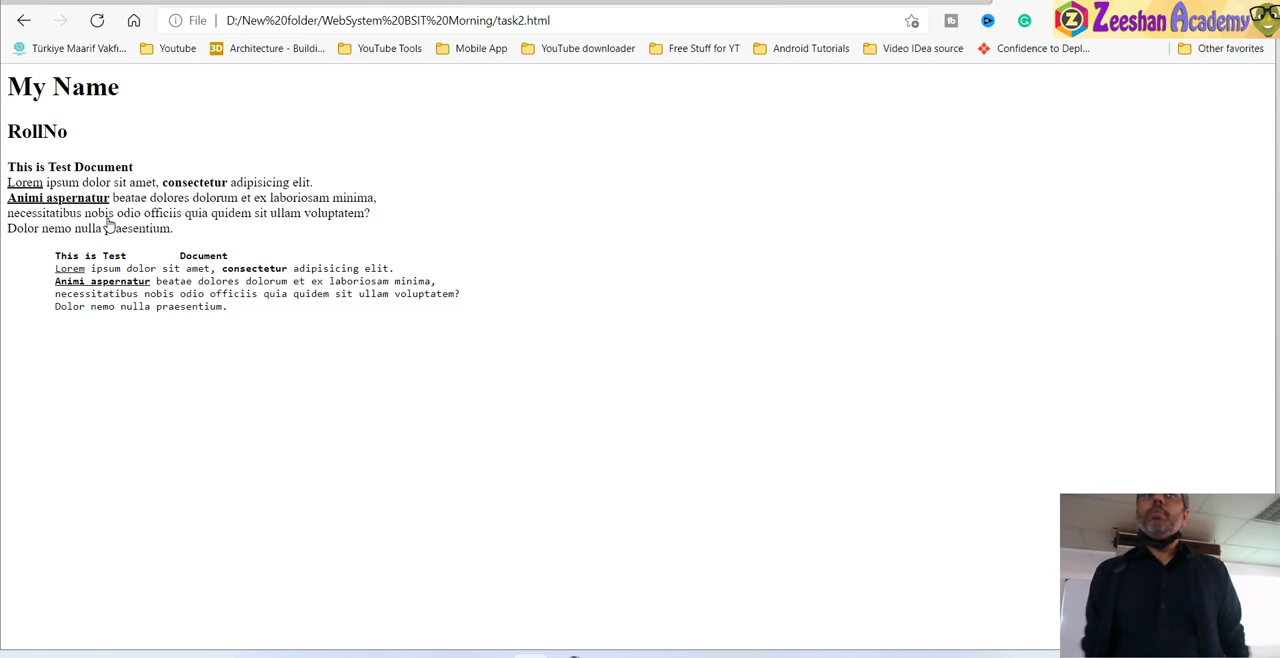 File D:/New%20folder/WebSystem%20BSIT%20Morning/task2.html
Zeeshan Academy
Türkiye Maarif Vakfı... Youtube 3D Architecture - Buildi... YouTube Tools Mobile App YouTube downloader Free Stuff for YT Android Tutorials Video IDea source Confidence to Depl... Other favorites
My Name
RollNo
This is Test Document
Lorem ipsum dolor sit amet, consectetur adipisicing elit.
Animi aspernatur beatae dolores dolorum et ex laboriosam minima,
necessitatibus nobis odio officiis quia quidem sit ullam voluptatem?
Dolor nemo nulla praesentium.
This is Test Document
Lorem ipsum dolor sit amet, consectetur adipisicing elit.
Animi aspernatur beatae dolores dolorum et ex laboriosam minima,
necessitatibus nobis odio officiis quia quidem sit ullam voluptatem?
Dolor nemo nulla praesentium.